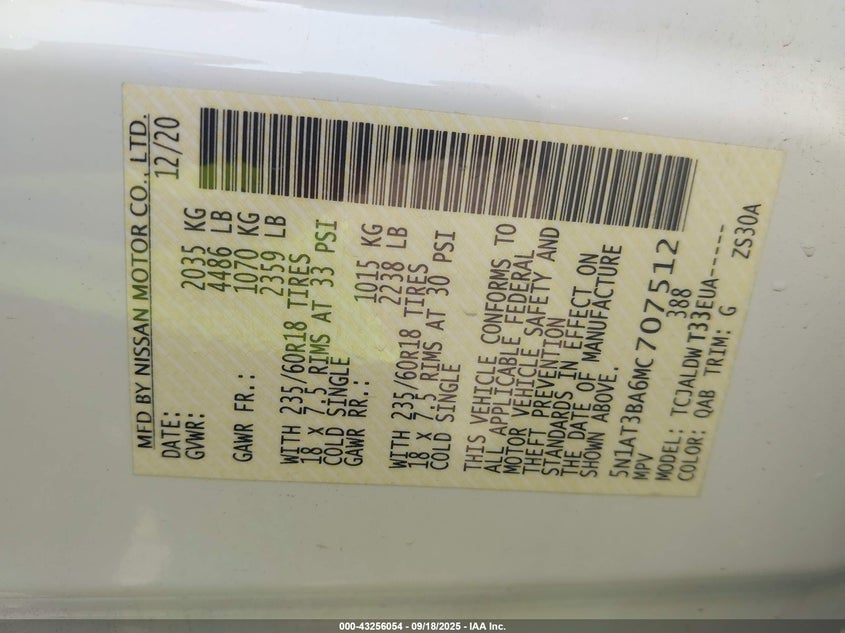 MFD BY NISSAN MOTOR CO., LTD.
DATE: 12/20
GVWR: 2035 KG
4486 LB
GAWR FR.: 1070 KG
2359 LB
WITH 235/60R18 TIRES
18 X 7.5 RIMS AT 33 PSI
COLD SINGLE
GAWR RR.: 1015 KG
2238 LB
WITH 235/60R18 TIRES
18 X 7.5 RIMS AT 30 PSI
COLD SINGLE
THIS VEHICLE CONFORMS TO
ALL APPLICABLE FEDERAL
MOTOR VEHICLE SAFETY AND
THEFT PREVENTION
STANDARDS IN EFFECT ON
THE DATE OF MANUFACTURE
SHOWN ABOVE.
5N1AT3BA6MC707512
MPV 388
MODEL: TCJALDWT33EUA-----
COLOR: QAB TRIM: G ZS30A
000-43256054 - 09/18/2025 - IAA Inc.